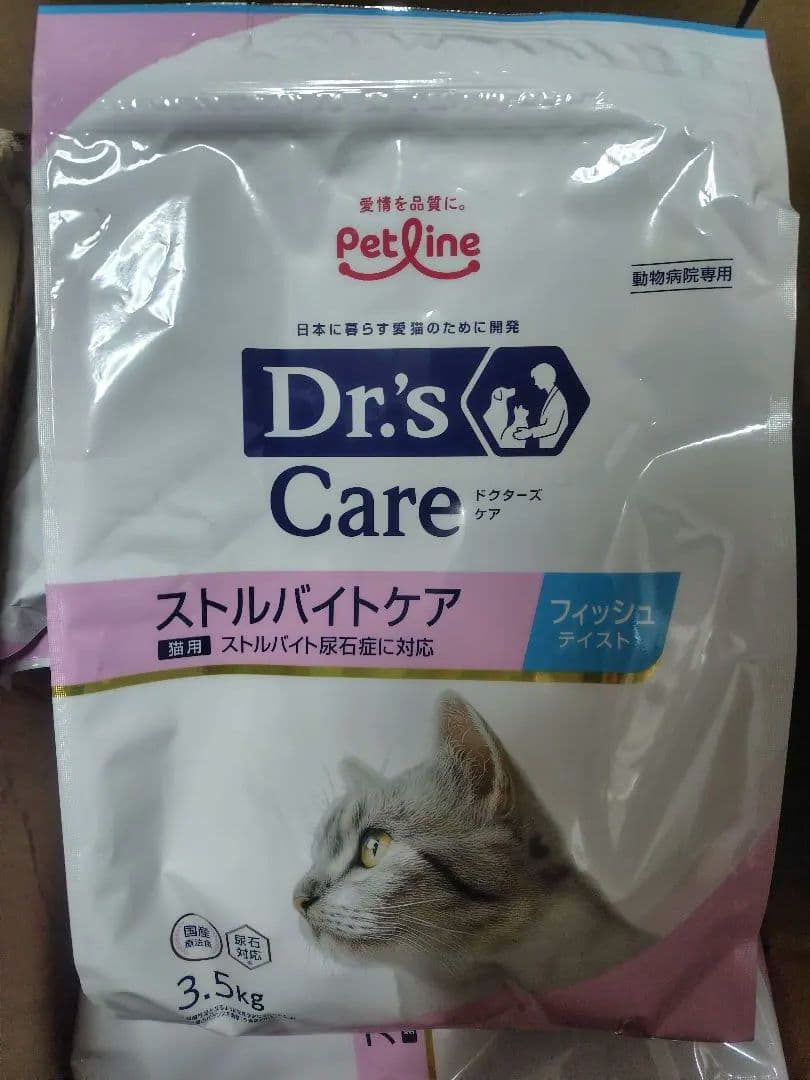 愛情を品質に。
Petline
動物病院専用
日本に暮らす愛猫のために開発
Dr.'s
Care
ドクターズ
ケア
ストルバイトケア
フィッシュ
テイスト
猫用 ストルバイト尿石症に対応
国産
療法食
尿石
対応
3.5kg